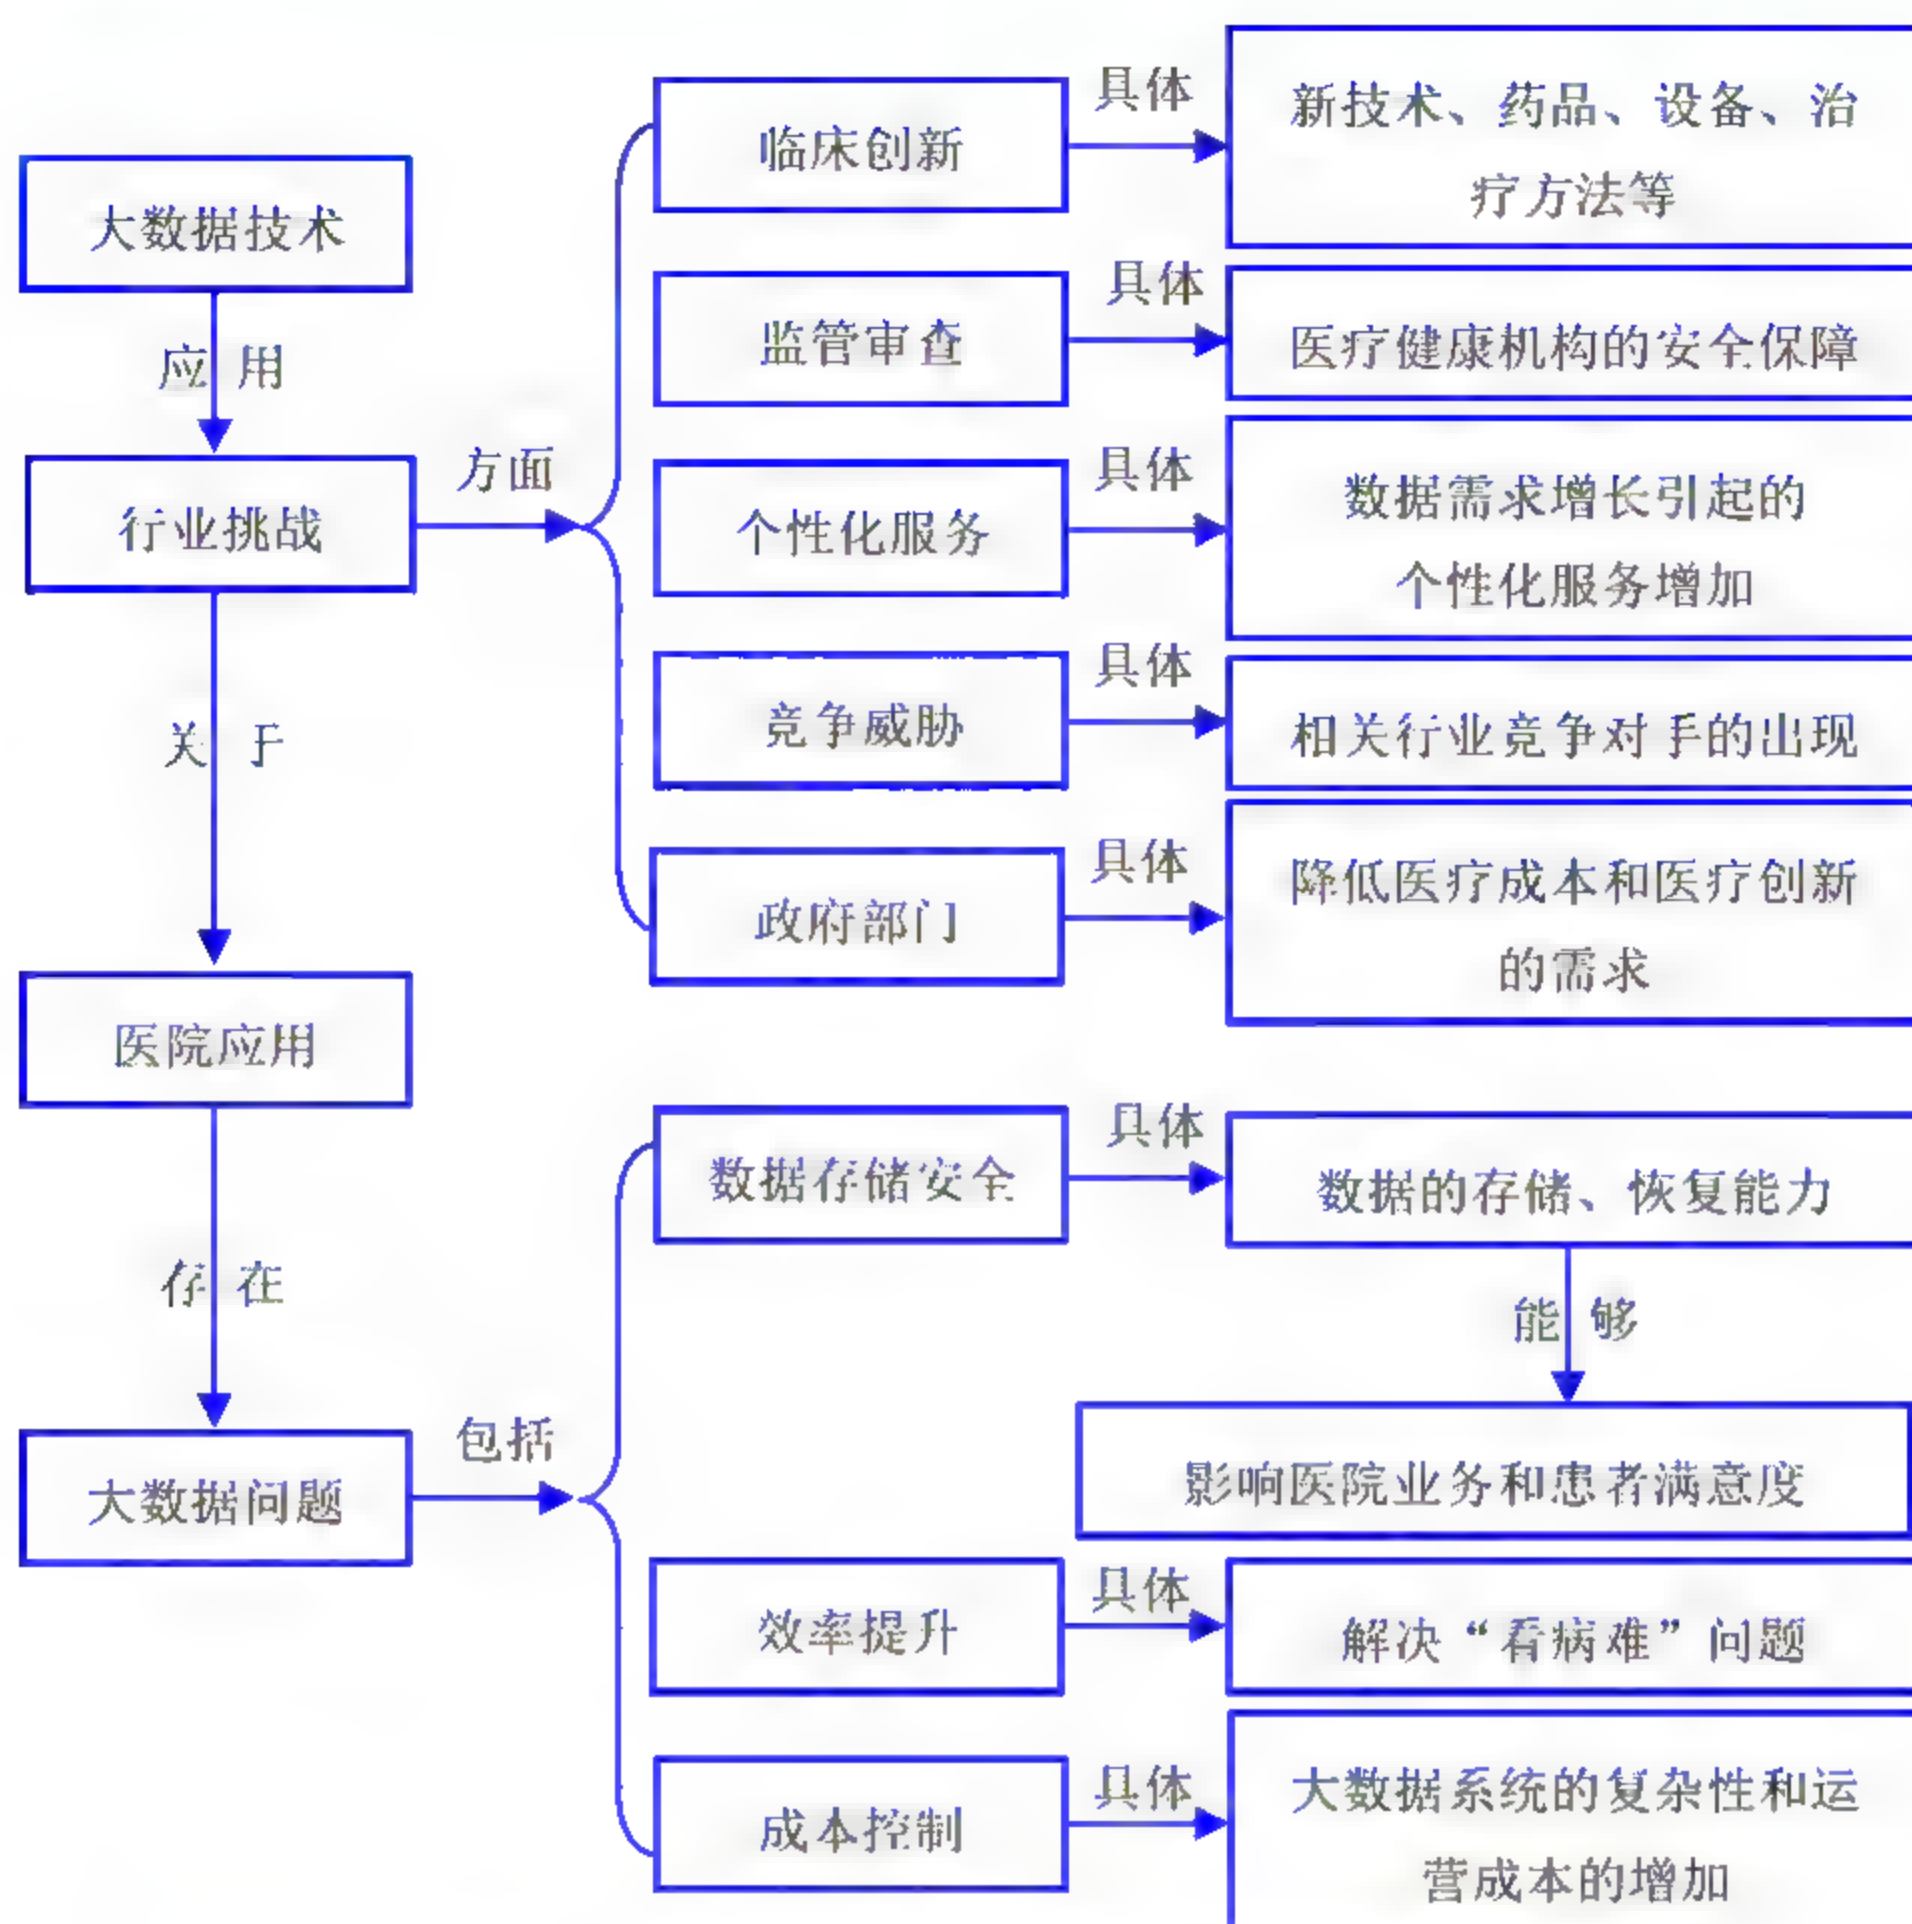 大数据技术
应用
行业挑战
方面
临床创新
具体
新技术、药品、设备、治
疗方法等
监管审查
具体
医疗健康机构的安全保障
个性化服务
具体
数据需求增长引起的
个性化服务增加
竞争威胁
具体
相关行业竞争对手的出现
政府部门
具体
降低医疗成本和医疗创新
的需求
关于
医院应用
存在
大数据问题
包括
数据存储安全
具体
数据的存储、恢复能力
能够
影响医院业务和患者满意度
效率提升
具体
解决“看病难”问题
成本控制
具体
大数据系统的复杂性和运
营成本的增加